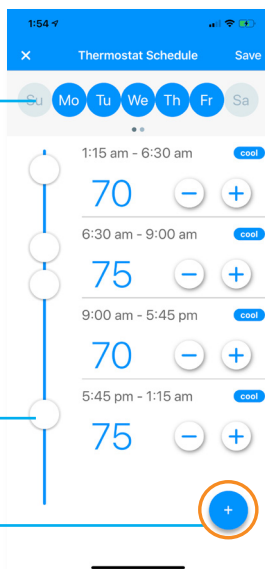 1:54
Thermostat Schedule Save
Su Mo Tu We Th Fr Sa
1:15 am - 6:30 am cool
70
6:30 am - 9:00 am cool
75
9:00 am - 5:45 pm cool
70
5:45 pm - 1:15 am cool
75